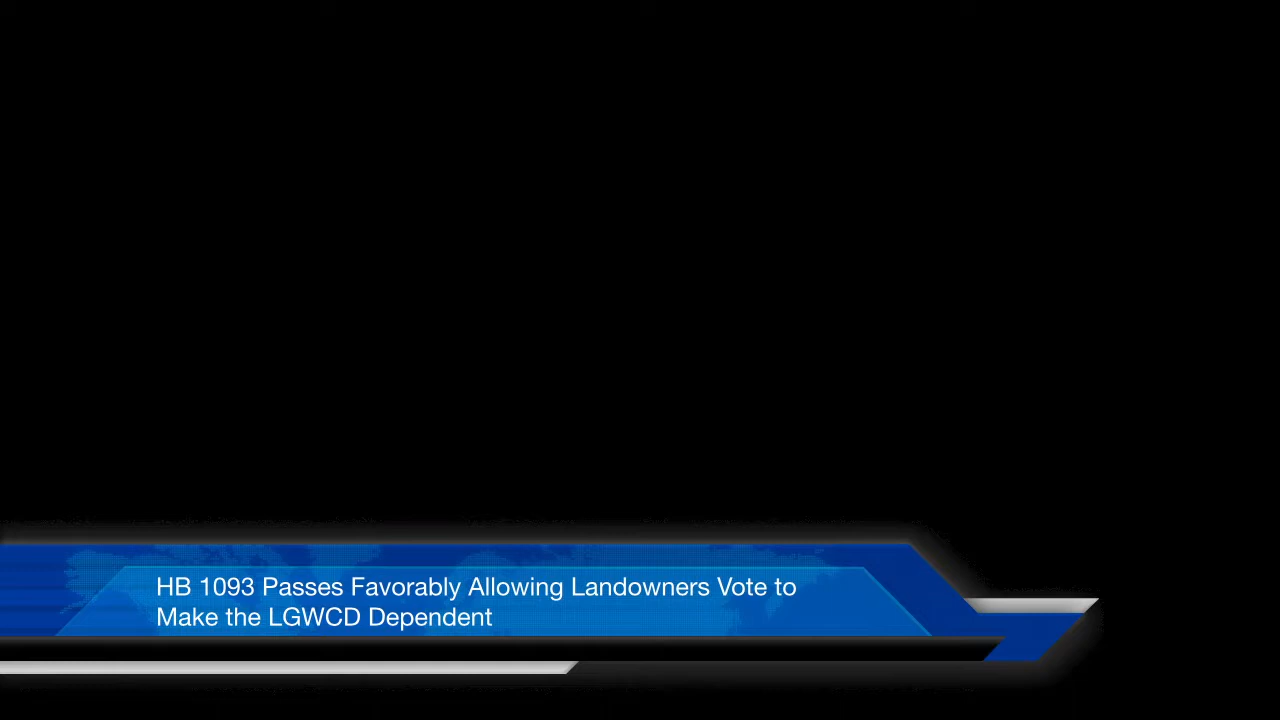 HB 1093 Passes Favorably Allowing Landowners Vote to
Make the LGWCD Dependent